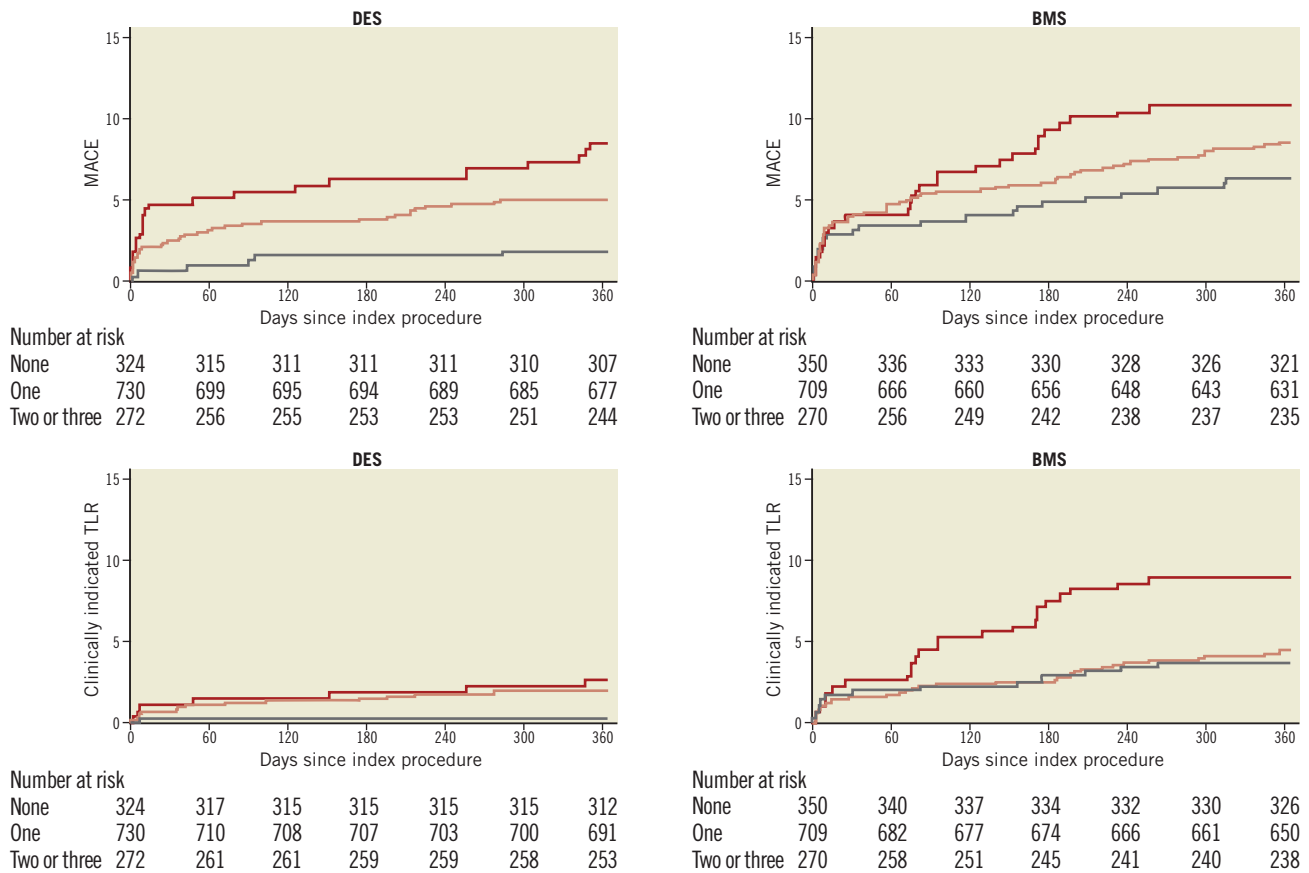 DES
MACE
15
10
5
0
0 60 120 180 240 300 360
Days since index procedure
Number at risk
None 324 315 311 311 311 310 307
One 730 699 695 694 689 685 677
Two or three 272 256 255 253 253 251 244
BMS
MACE
15
10
5
0
0 60 120 180 240 300 360
Days since index procedure
Number at risk
None 350 336 333 330 328 326 321
One 709 666 660 656 648 643 631
Two or three 270 256 249 242 238 237 235
DES
Clinically indicated TLR
15
10
5
0
0 60 120 180 240 300 360
Days since index procedure
Number at risk
None 324 317 315 315 315 315 312
One 730 710 708 707 703 700 691
Two or three 272 261 261 259 259 258 253
BMS
Clinically indicated TLR
15
10
5
0
0 60 120 180 240 300 360
Days since index procedure
Number at risk
None 350 340 337 334 332 330 326
One 709 682 677 674 666 661 650
Two or three 270 258 251 245 241 240 238